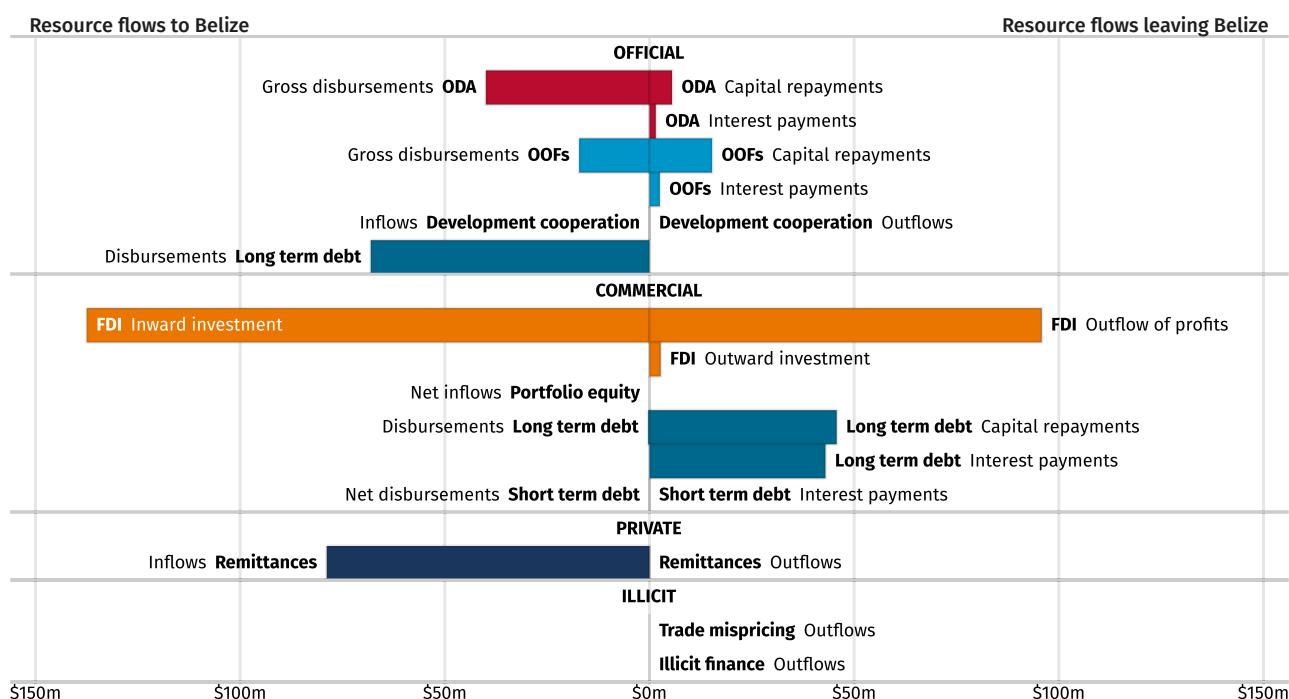 Resource flows to Belize Resource flows leaving Belize
OFFICIAL
Gross disbursements ODA ODA Capital repayments
ODA Interest payments
Gross disbursements OOFs OOFs Capital repayments
OOFs Interest payments
Inflows Development cooperation Development cooperation Outflows
Disbursements Long term debt
COMMERCIAL
FDI Inward investment FDI Outflow of profits
FDI Outward investment
Net inflows Portfolio equity
Disbursements Long term debt Long term debt Capital repayments
Long term debt Interest payments
Net disbursements Short term debt Short term debt Interest payments
PRIVATE
Inflows Remittances Remittances Outflows
ILLICIT
Trade mispricing Outflows
Illicit finance Outflows
$150m $100m $50m $0m $50m $100m $150m